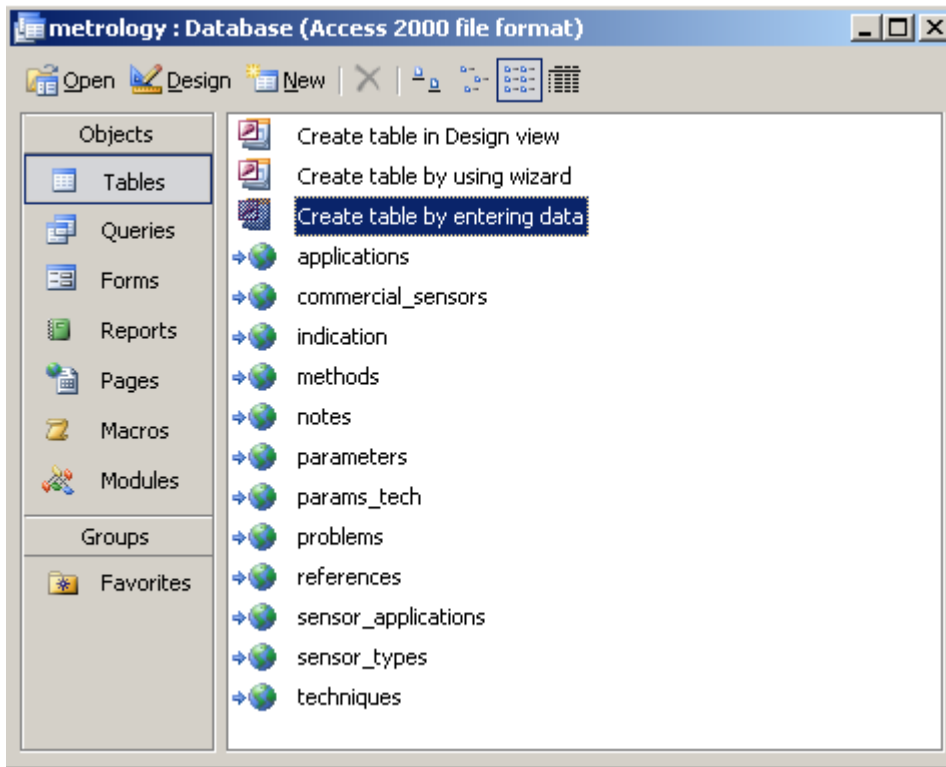 metrology : Database (Access 2000 file format)
Open Design New
Objects
Tables
Queries
Forms
Reports
Pages
Macros
Modules
Groups
Favorites
Create table in Design view
Create table by using wizard
Create table by entering data
applications
commercial_sensors
indication
methods
notes
parameters
params_tech
problems
references
sensor_applications
sensor_types
techniques